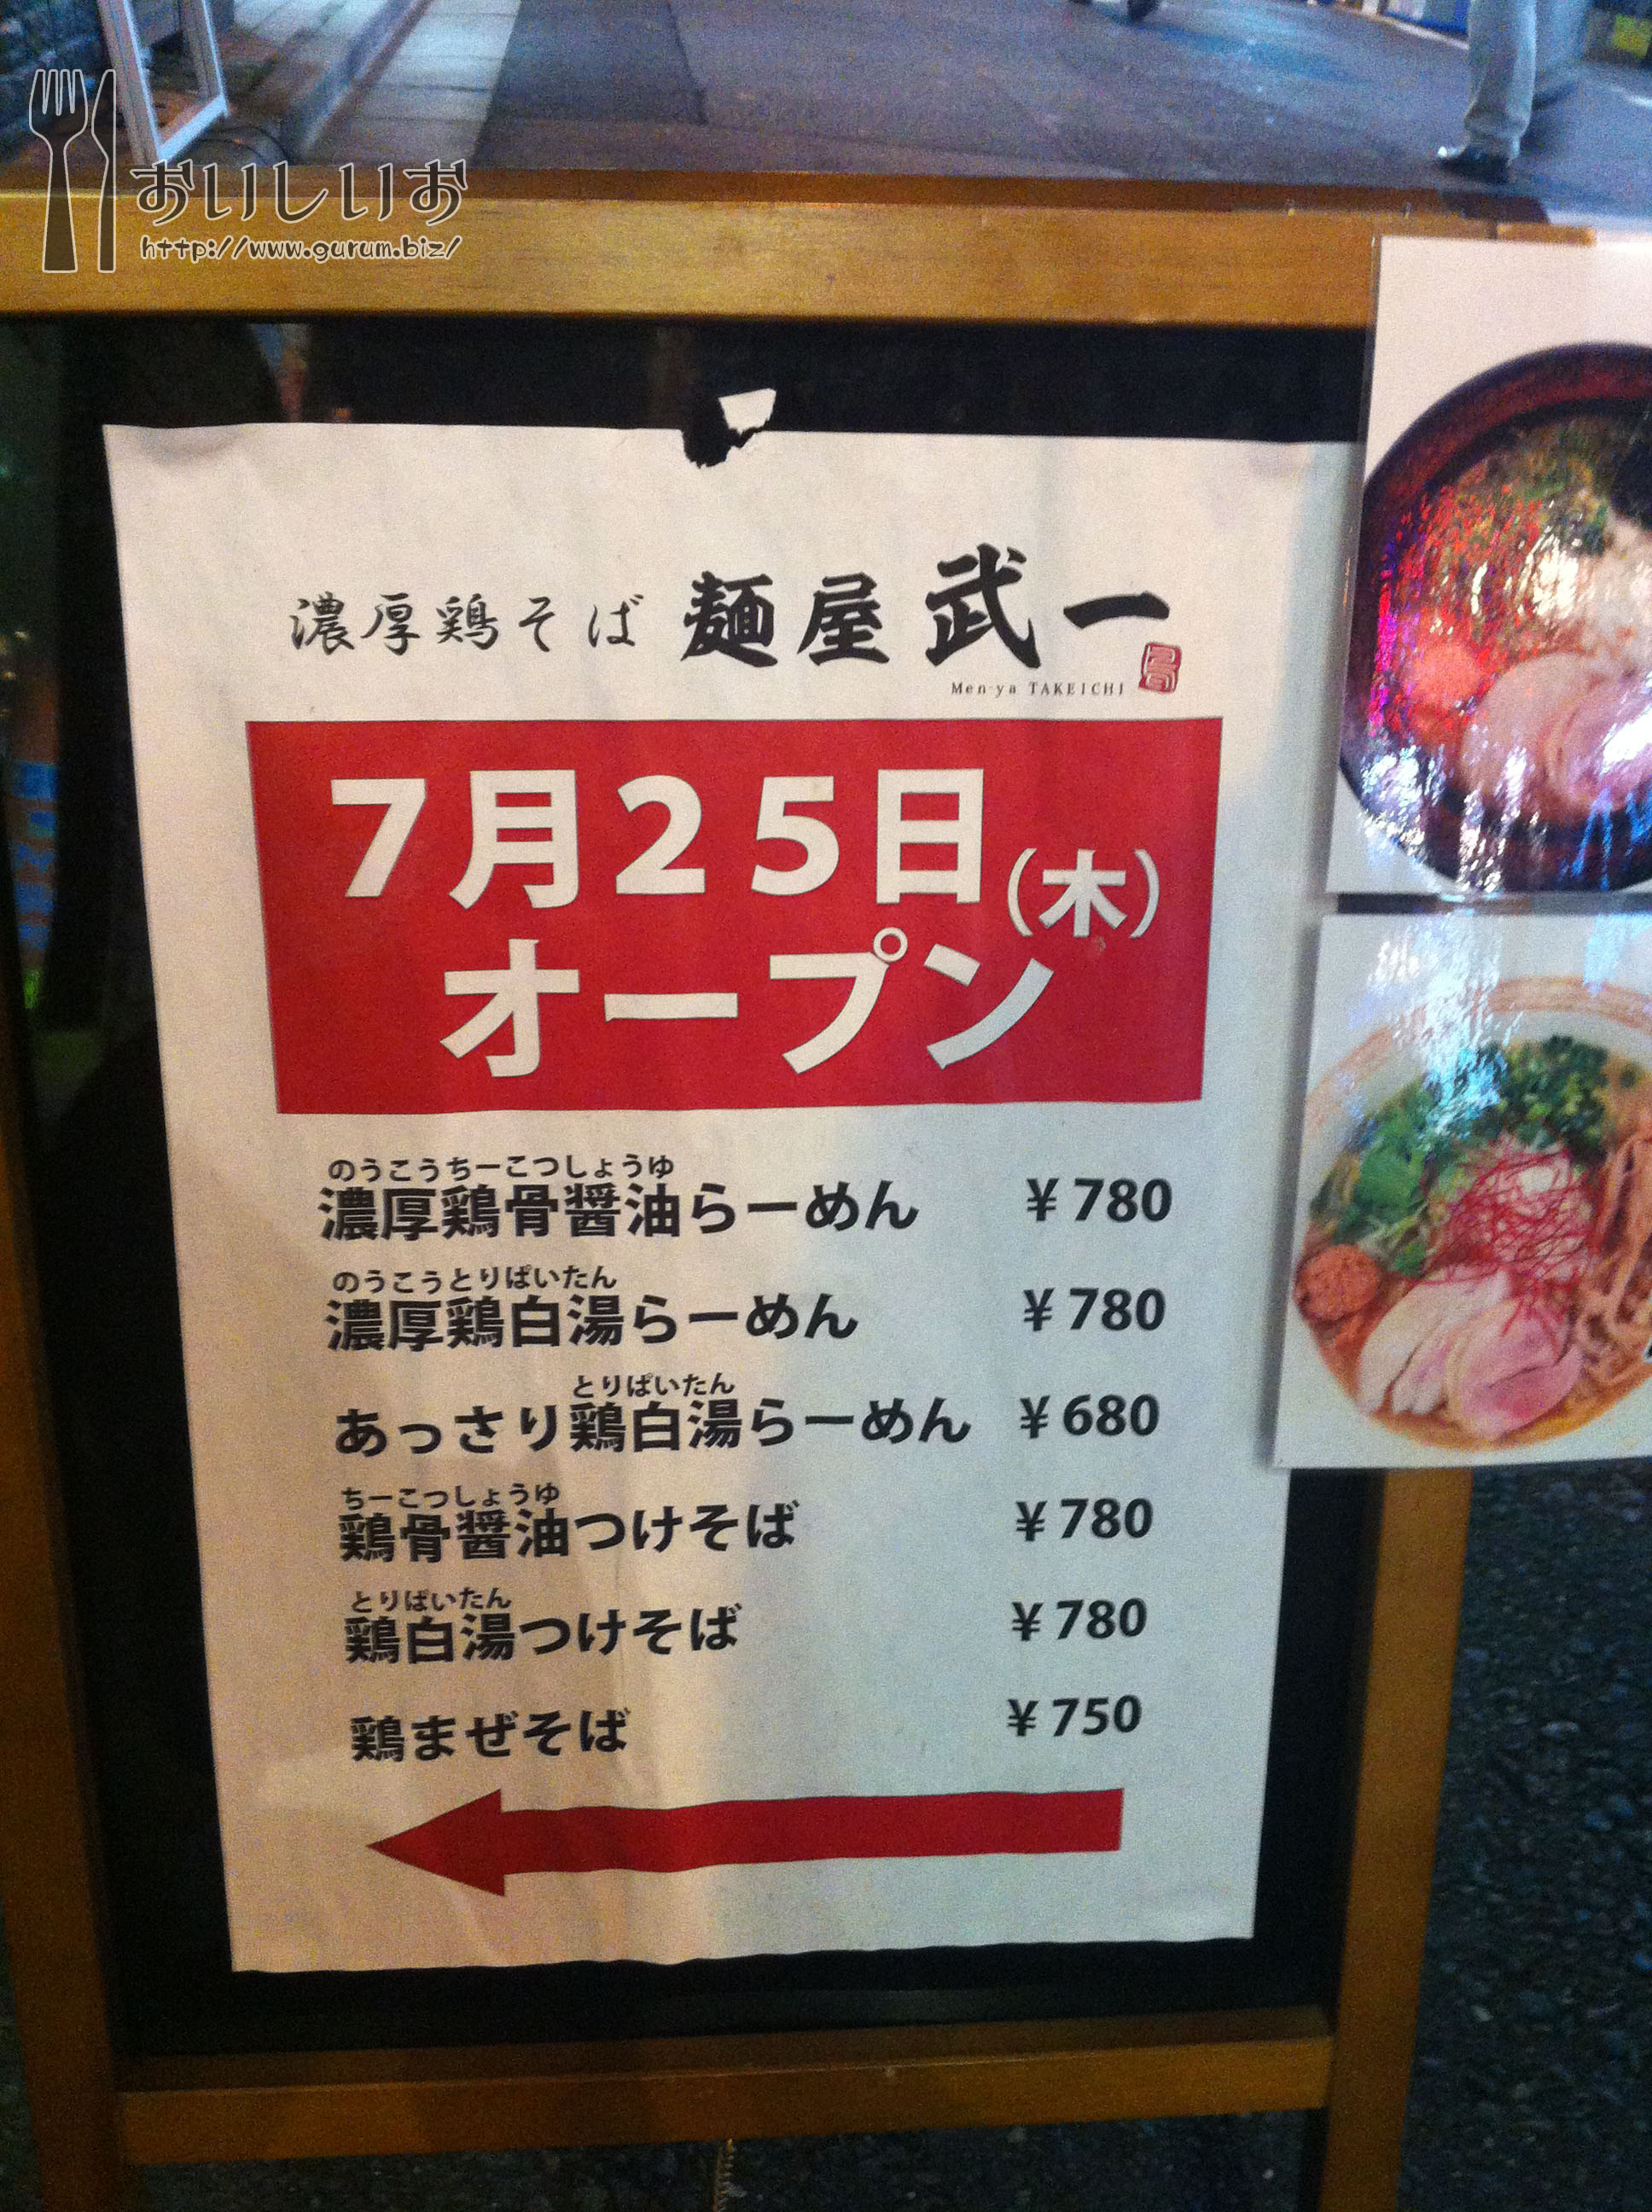 おいしいお
http://www.gurum.biz/
濃厚鶏そば 麺屋武一
Men-ya TAKEICHI
7月25日(木)
オープン
のうこうちーこつしょうゆ
濃厚鶏骨醤油らーめん ¥780
のうこうとりぱいたん
濃厚鶏白湯らーめん ¥780
とりぱいたん
あっさり鶏白湯らーめん ¥680
ちーこつしょうゆ
鶏骨醤油つけそば ¥780
とりぱいたん
鶏白湯つけそば ¥780
鶏まぜそば ¥750